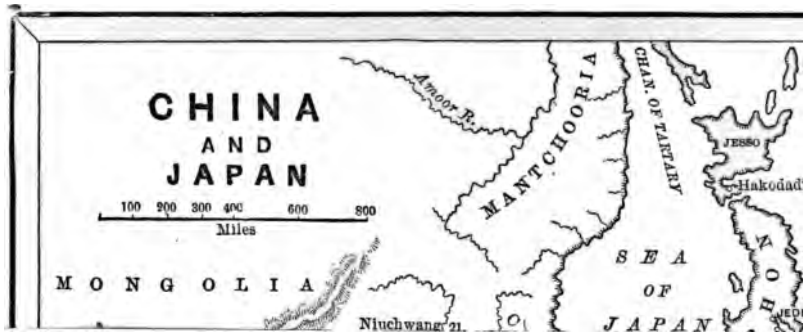 CHINA
AND
JAPAN
100 200 300 400 600 800
Miles
MONGOLIA
Amoor R.
MANTCHOORIA
CHAN. OF TARTARY
JESSO
Hakodadi
SEA
OF
JAPAN
Niuchwang 21